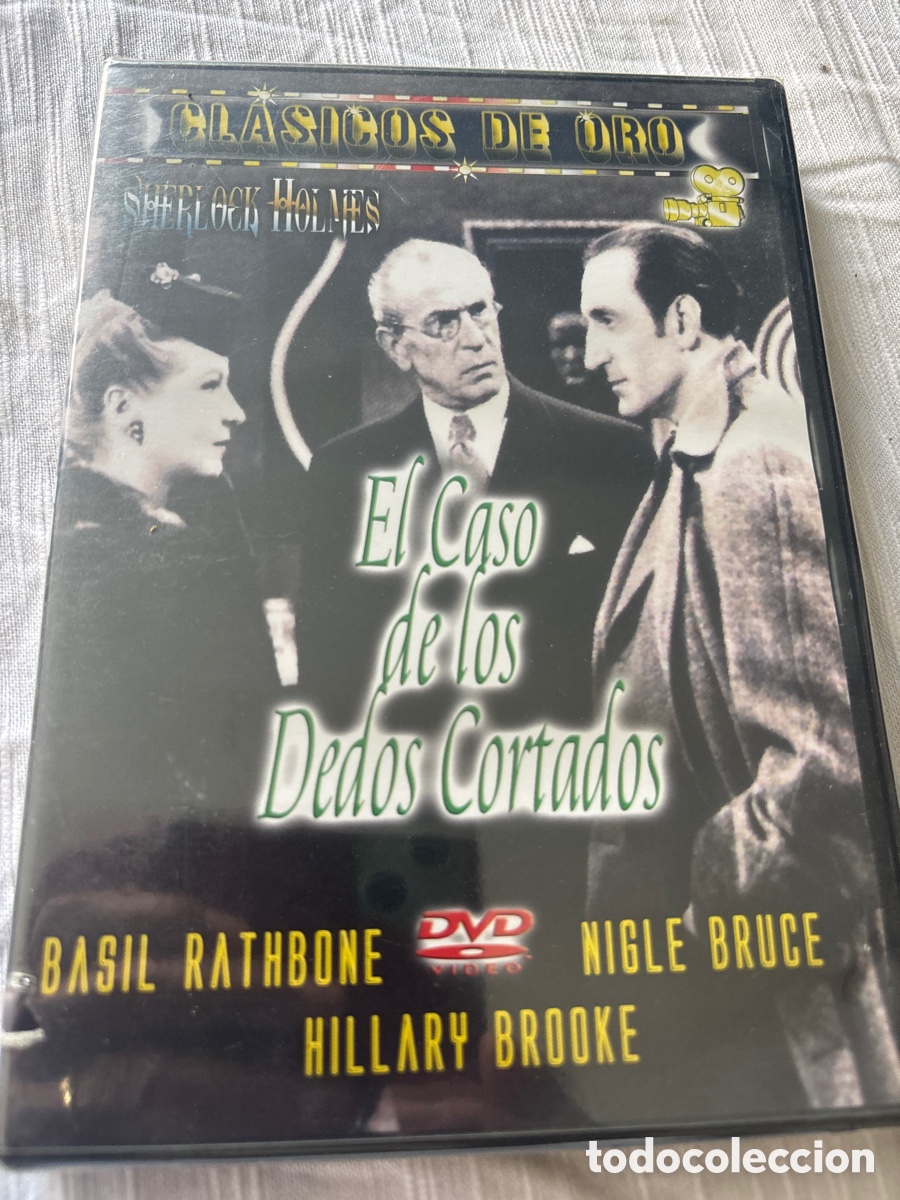 CLÁSICOS DE ORO
SHERLOCK HOLMES
El Caso
de los
Dedos Cortados
DVD
VIDEO
BASIL RATHBONE
NIGLE BRUCE
HILLARY BROOKE
todocoleccion